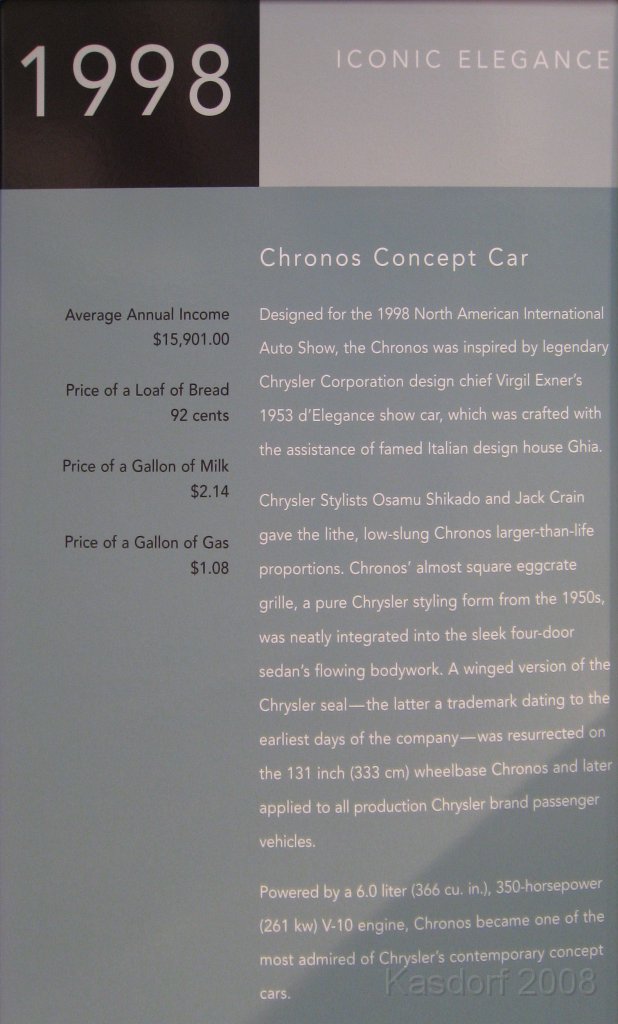 1998
ICONIC ELEGANCE
Chronos Concept Car
Average Annual Income
$15,901.00
Price of a Loaf of Bread
92 cents
Price of a Gallon of Milk
$2.14
Price of a Gallon of Gas
$1.08
Designed for the 1998 North American International
Auto Show, the Chronos was inspired by legendary
Chrysler Corporation design chief Virgil Exner's
1953 d'Elegance show car, which was crafted with
the assistance of famed Italian design house Ghia.
Chrysler Stylists Osamu Shikado and Jack Crain
gave the lithe, low-slung Chronos larger-than-life
proportions. Chronos' almost square eggcrate
grille, a pure Chrysler styling form from the 1950s,
was neatly integrated into the sleek four-door
sedan's flowing bodywork. A winged version of the
Chrysler seal—the latter a trademark dating to the
earliest days of the company—was resurrected on
the 131 inch (333 cm) wheelbase Chronos and later
applied to all production Chrysler brand passenger
vehicles.
Powered by a 6.0 liter (366 cu. in.), 350-horsepower
(261 kw) V-10 engine, Chronos became one of the
most admired of Chrysler's contemporary concept
cars.
Kasdorf 2008